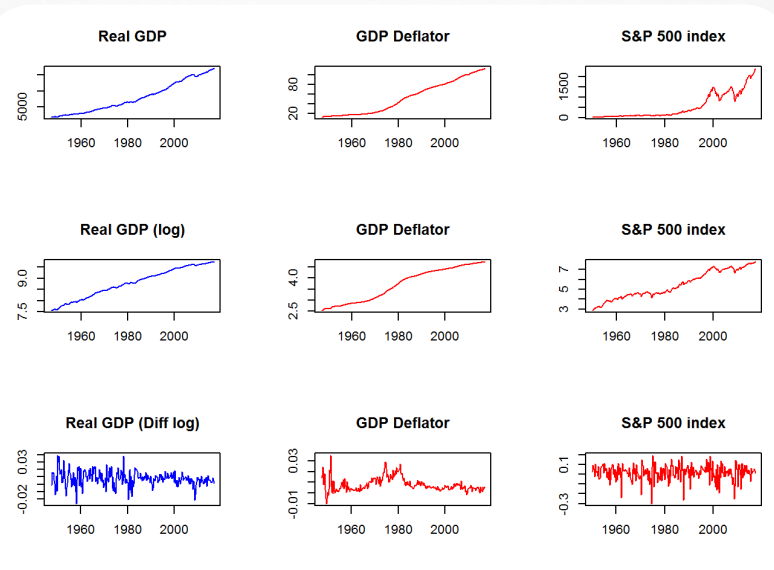 Real GDP GDP Deflator S&P 500 index
5000 20 80 0 1500
1960 1980 2000 1960 1980 2000 1960 1980 2000
Real GDP (log) GDP Deflator S&P 500 index
7.5 9.0 2.5 4.0 3 5 7
1960 1980 2000 1960 1980 2000 1960 1980 2000
Real GDP (Diff log) GDP Deflator S&P 500 index
-0.02 0.03 -0.01 0.03 -0.3 0.1
1960 1980 2000 1960 1980 2000 1960 1980 2000